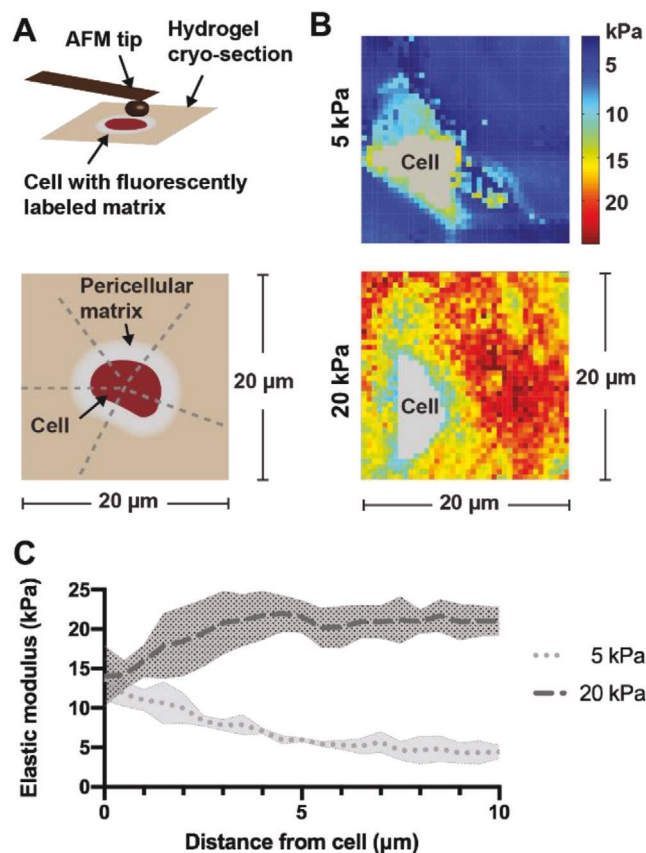 A
AFM tip
Hydrogel
cryo-section
Cell with fluorescently
labeled matrix
Pericellular
matrix
Cell
20 µm
20 µm
B
kPa
5
10
15
20
5 kPa
Cell
20 kPa
Cell
20 µm
20 µm
C
Elastic modulus (kPa)
25
20
15
10
5
0
0
5
10
Distance from cell (µm)
5 kPa
20 kPa